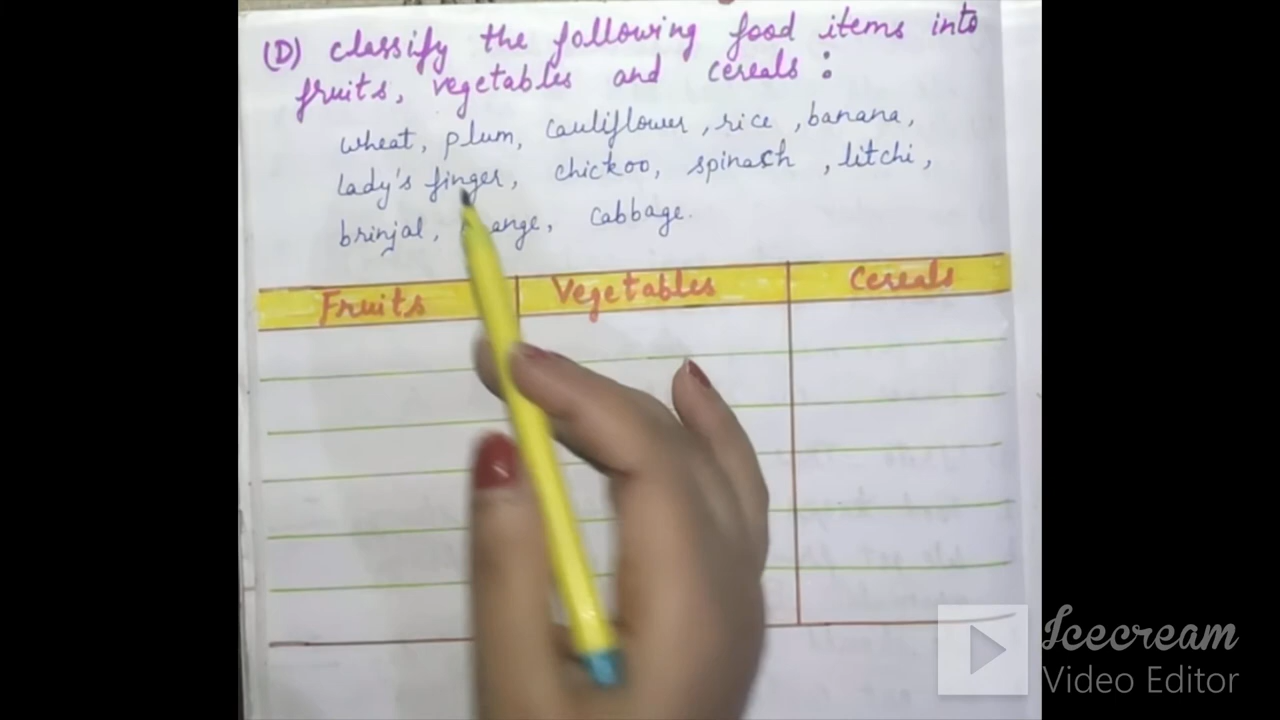 (D) classify the following food items into
fruits, vegetables and cereals :
wheat, plum, cauliflower, rice, banana,
lady's finger, chickoo, spinach, litchi,
brinjal, ange, cabbage.
Fruits Vegetables Cereals
Icecream
Video Editor